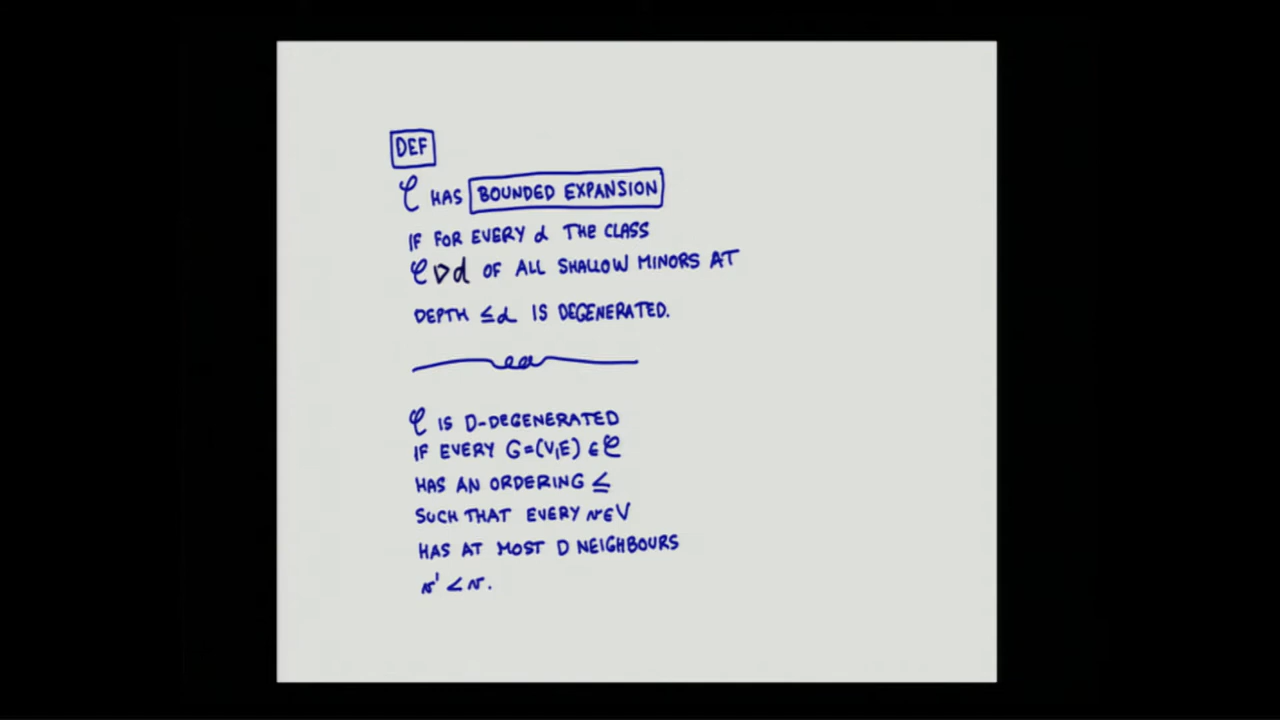 DEF
𝒞 HAS BOUNDED EXPANSION
IF FOR EVERY d THE CLASS
𝒞 ▽ d OF ALL SHALLOW MINORS AT
DEPTH ≤ d IS DEGENERATED.
𝒞 IS D-DEGENERATED
IF EVERY G=(V,E) ∈ 𝒞
HAS AN ORDERING ≤
SUCH THAT EVERY v∈V
HAS AT MOST D NEIGHBOURS
v' < v.